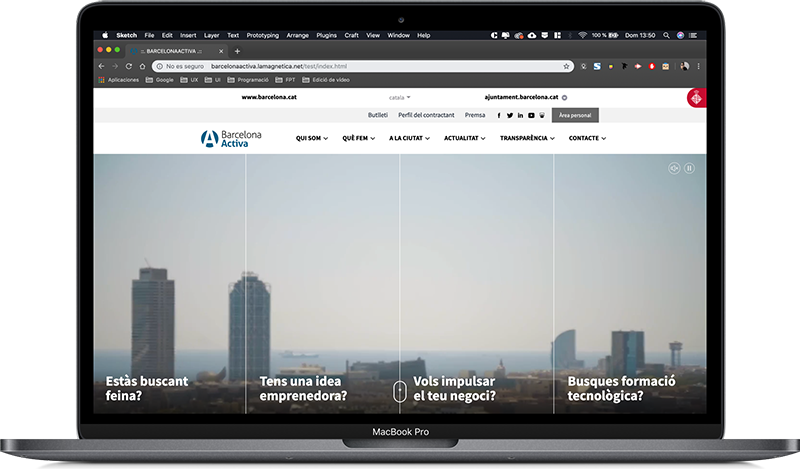 Sketch File Edit Insert Layer Text Prototyping Arrange Plugins Craft View Window Help 100 % Dom 13:50
.:: BARCELONAACTIVA .::
No es seguro barcelonaactiva.lamagnetica.net/test/index.html
Aplicaciones Google UX UI Programació FPT Edició de vídeo
www.barcelona.cat català ajuntament.barcelona.cat
Butlletí Perfil del contractant Premsa Àrea personal
Barcelona
Activa
QUI SOM QUÈ FEM A LA CIUTAT ACTUALITAT TRANSPARÈNCIA CONTACTE
Estàs buscant
feina?
Tens una idea
emprenedora?
Vols impulsar
el teu negoci?
Busques formació
tecnològica?
MacBook Pro